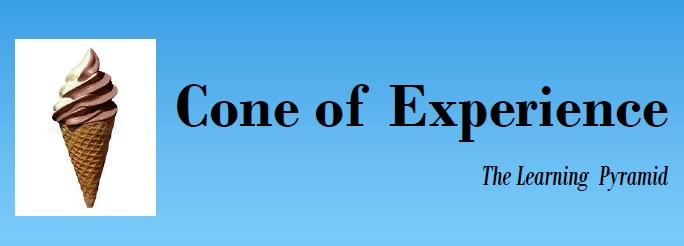 Cone of Experience
The Learning Pyramid